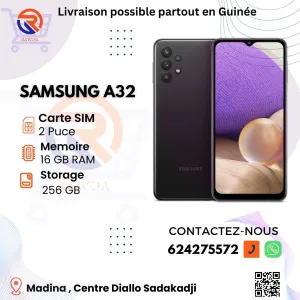 Livraison possible partout en Guinée
SAMSUNG A32
Carte SIM
2 Puce
Memoire
16 GB RAM
Storage
256 GB
SAMSUNG
CONTACTEZ-NOUS
624275572
Madina , Centre Diallo Sadakadji